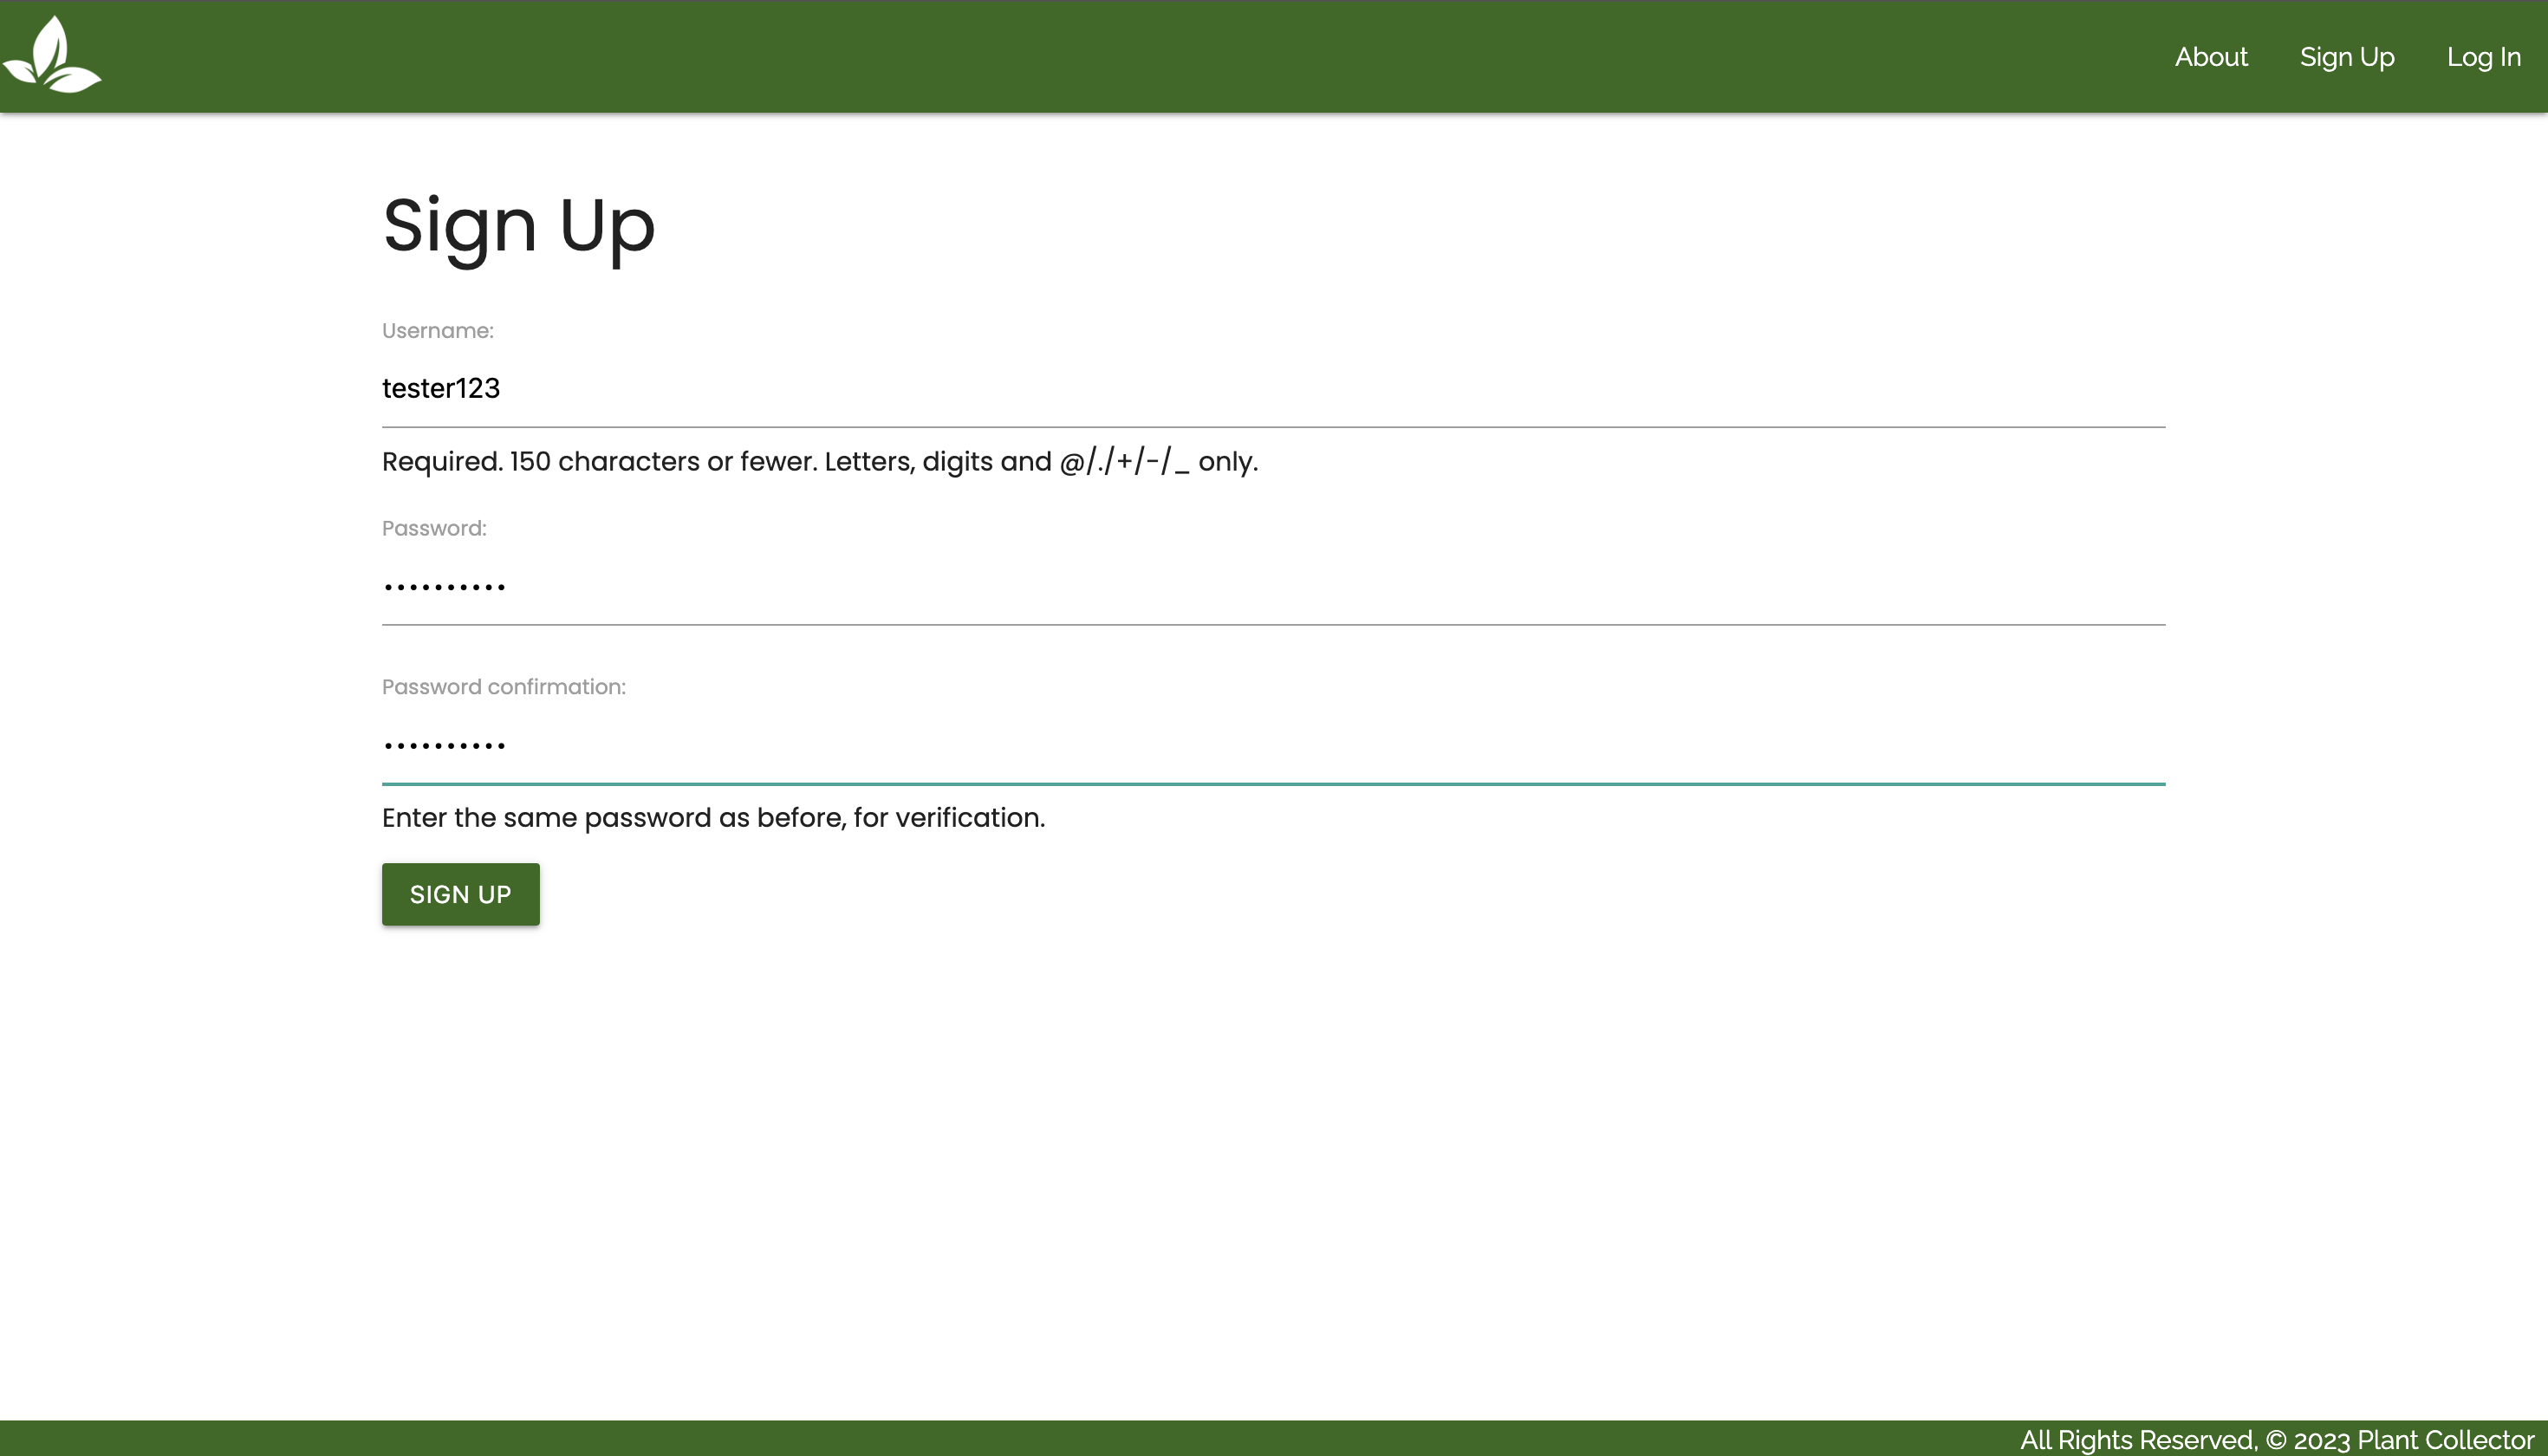 About Sign Up Log In
Sign Up
Username:
tester123
Required. 150 characters or fewer. Letters, digits and @/./+/-/_ only.
Password:
••••••••••
Password confirmation:
••••••••••
Enter the same password as before, for verification.
SIGN UP
All Rights Reserved, © 2023 Plant Collector